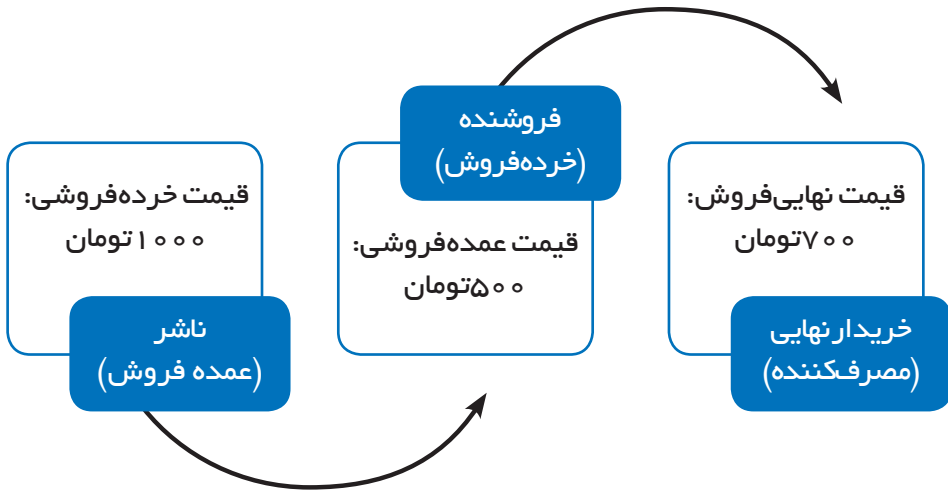 قیمت خرده‌فروشی:
۱۰۰۰ تومان
ناشر
(عمده فروش)
فروشنده
(خرده‌فروش)
قیمت عمده‌فروشی:
۵۰۰تومان
قیمت نهایی‌فروش:
۷۰۰تومان
خریدار‌نهایی
(مصرف‌کننده)